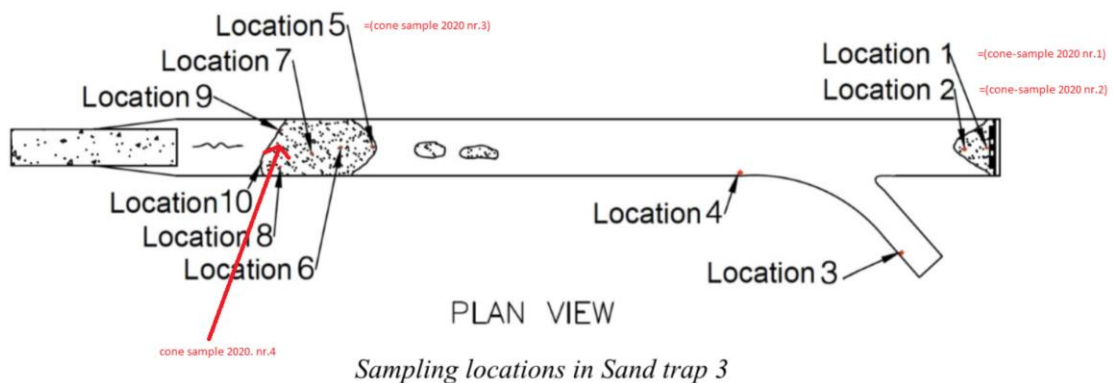 Location 5 =(cone sample 2020 nr.3)
Location 7
Location 9
Location 1 =(cone-sample 2020 nr.1)
Location 2 =(cone-sample 2020 nr.2)
Location 10
Location 8
Location 6
Location 4
Location 3
PLAN VIEW
cone sample 2020. nr.4
Sampling locations in Sand trap 3